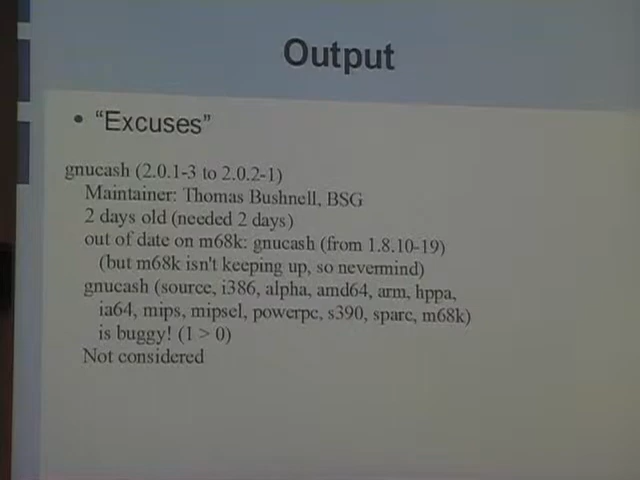 Output
• “Excuses”
gnucash (2.0.1-3 to 2.0.2-1)
Maintainer: Thomas Bushnell, BSG
2 days old (needed 2 days)
out of date on m68k: gnucash (from 1.8.10-19)
(but m68k isn't keeping up, so nevermind)
gnucash (source, i386, alpha, amd64, arm, hppa,
ia64, mips, mipsel, powerpc, s390, sparc, m68k)
is buggy! (1 > 0)
Not considered